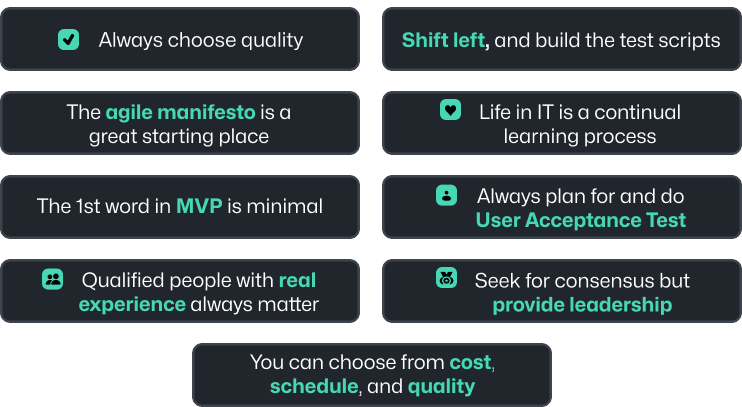 Always choose quality
Shift left, and build the test scripts
The agile manifesto is a
great starting place
Life in IT is a continual
learning process
The 1st word in MVP is minimal
Always plan for and do
User Acceptance Test
Qualified people with real
experience always matter
Seek for consensus but
provide leadership
You can choose from cost,
schedule, and quality